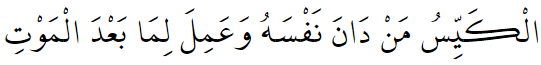 الْكَيِّسُ مَنْ دَانَ نَفْسَهُ وَعَمِلَ لِمَا بَعْدَ الْمَوْتِ